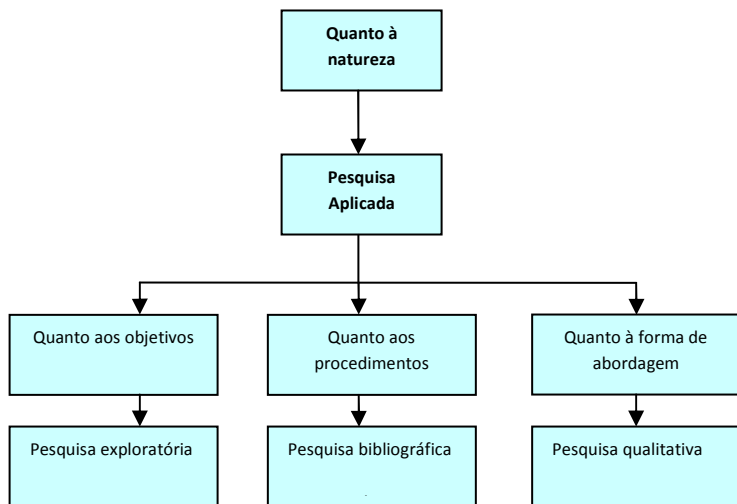 Quanto à
natureza
Pesquisa
Aplicada
Quanto aos objetivos
Quanto aos
procedimentos
Quanto à forma de
abordagem
Pesquisa exploratória
Pesquisa bibliográfica
.
Pesquisa qualitativa